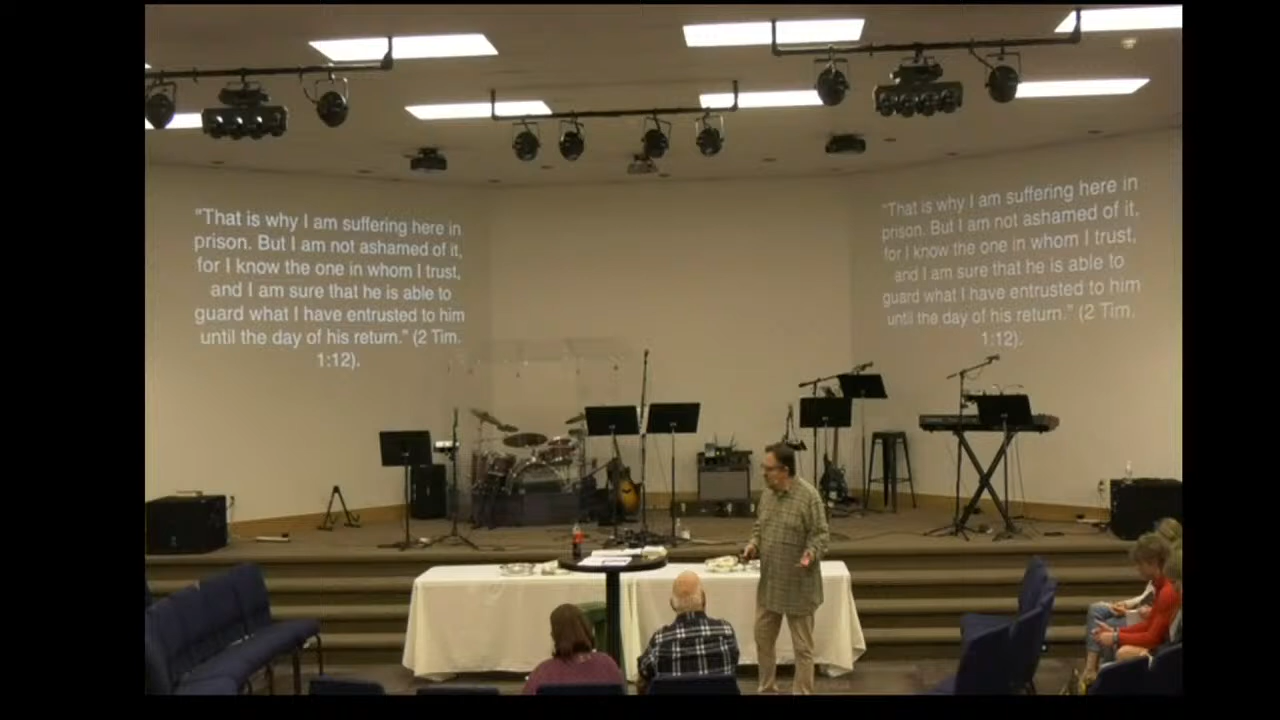 "That is why I am suffering here in
prison. But I am not ashamed of it,
for I know the one in whom I trust,
and I am sure that he is able to
guard what I have entrusted to him
until the day of his return." (2 Tim.
1:12).
"That is why I am suffering here in
prison. But I am not ashamed of it,
for I know the one in whom I trust,
and I am sure that he is able to
guard what I have entrusted to him
until the day of his return." (2 Tim.
1:12).